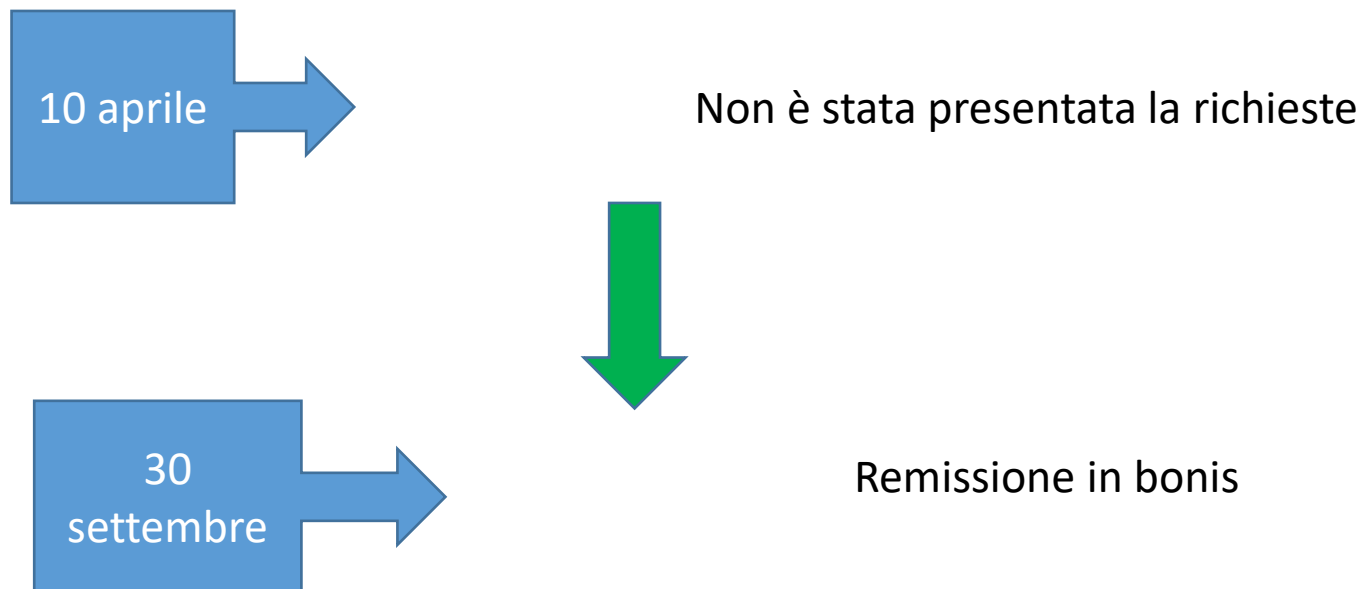 10 aprile
Non è stata presentata la richieste
30
settembre
Remissione in bonis